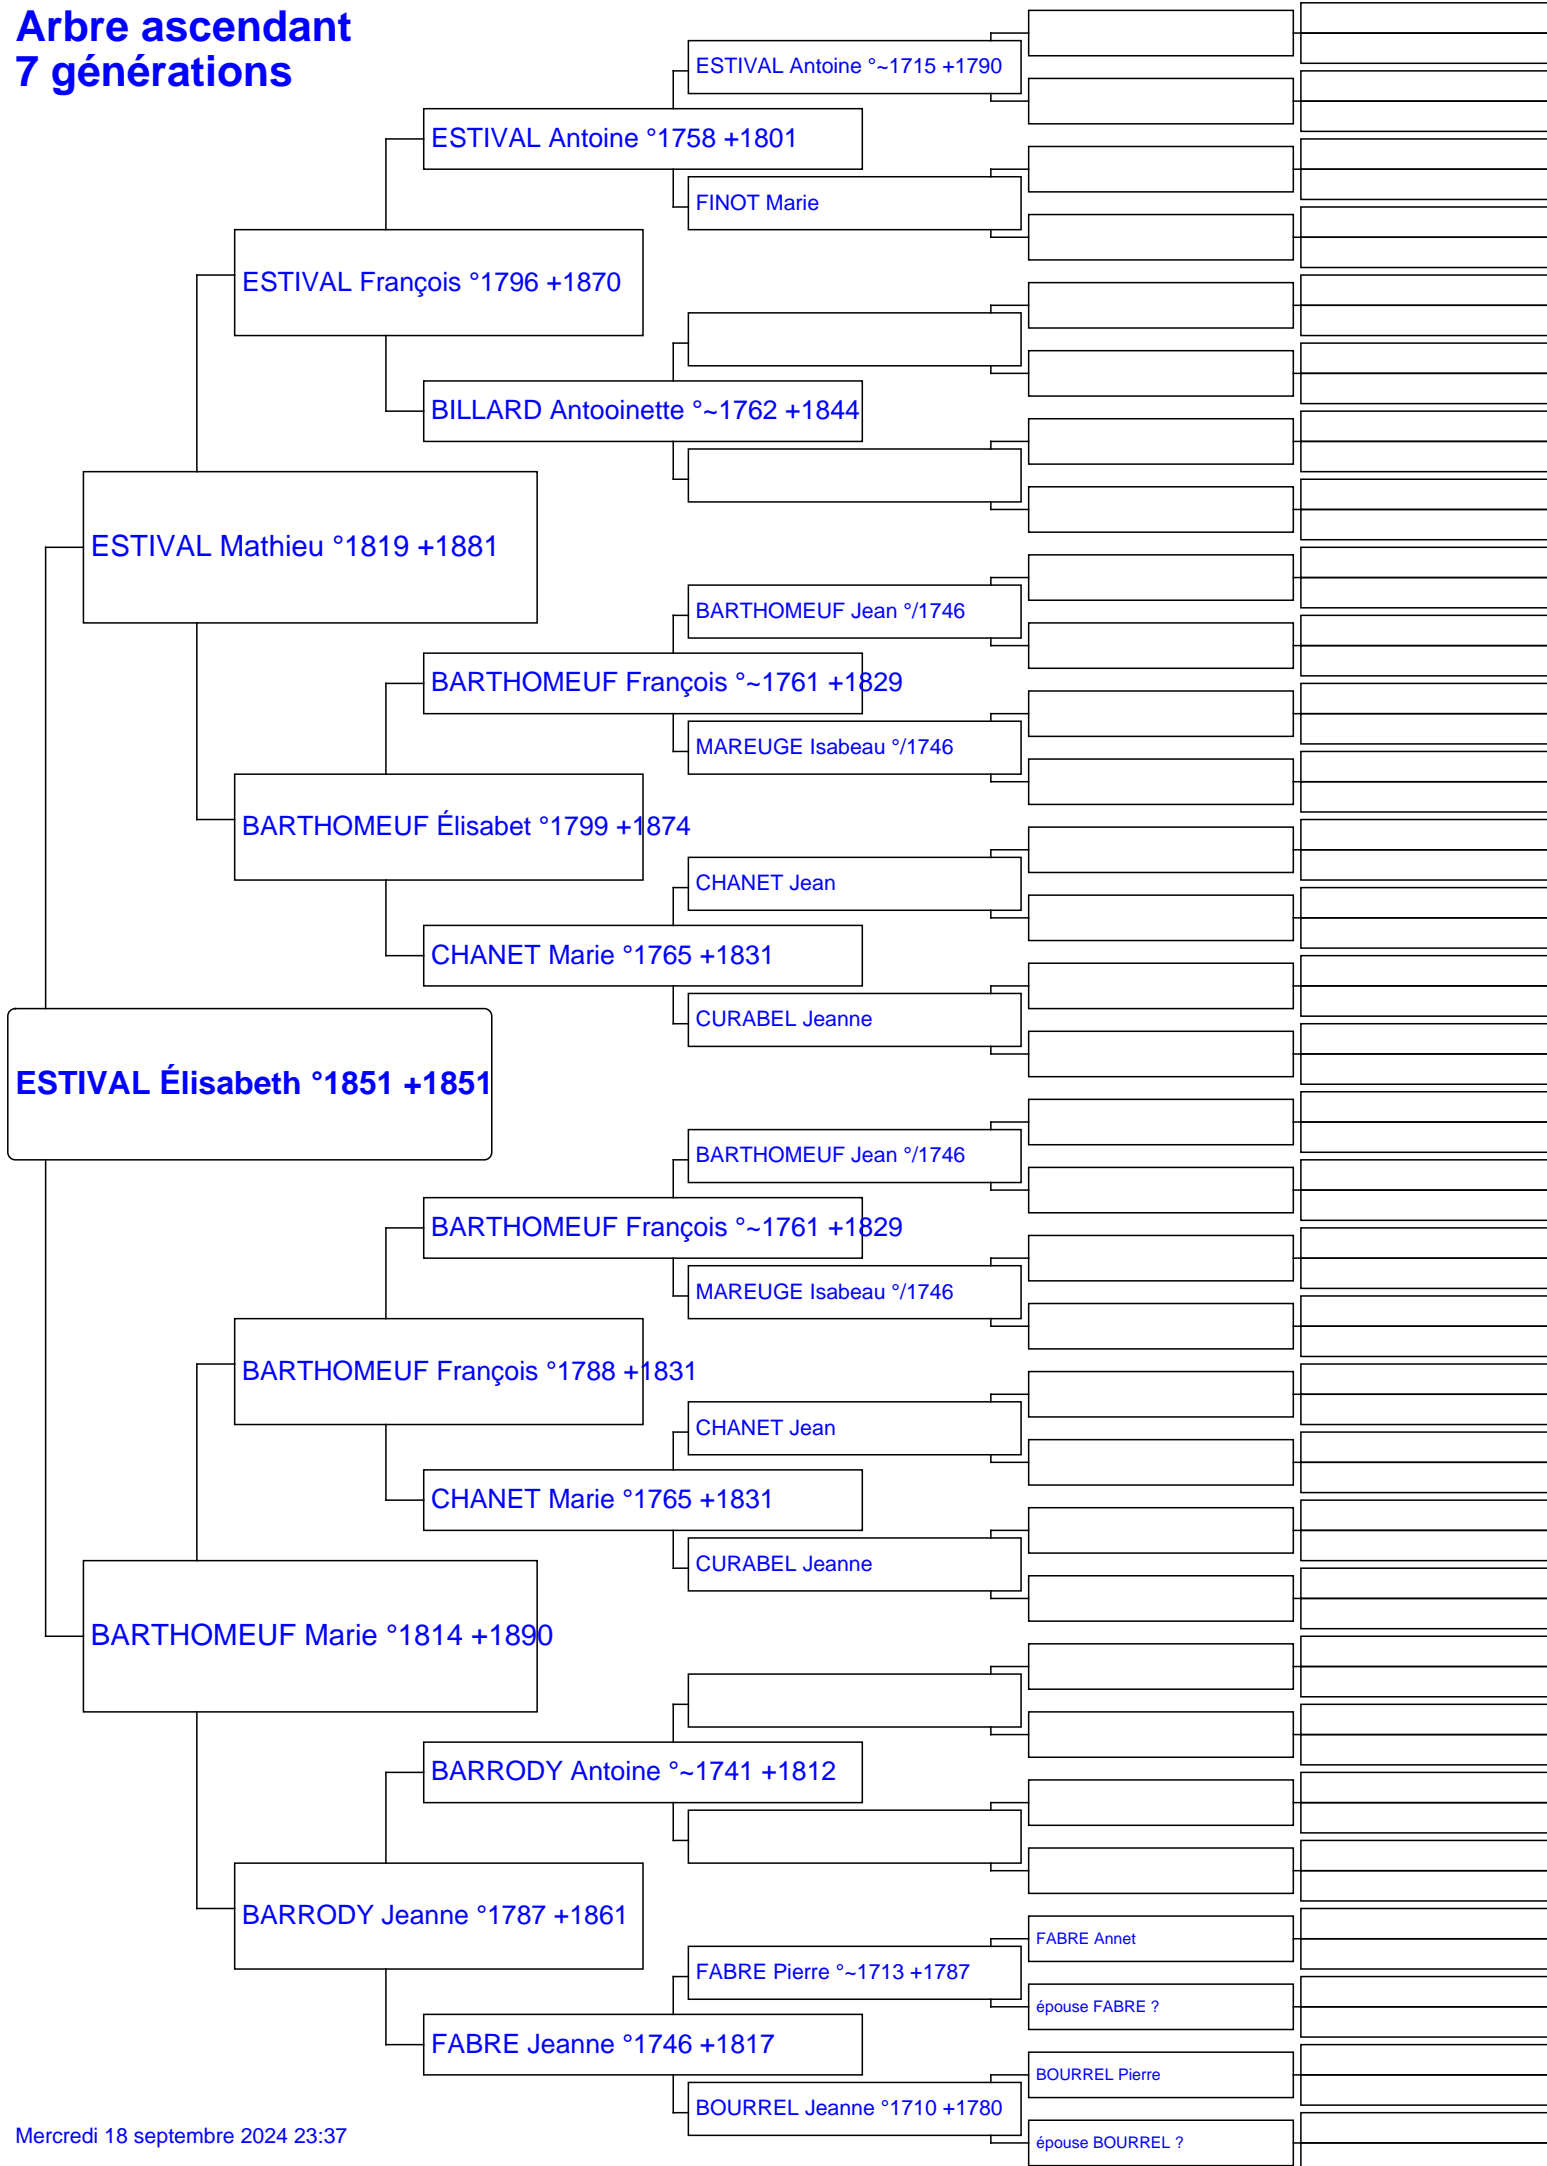 Arbre ascendant
7 générations
ESTIVAL Antoine °~1715 +1790
ESTIVAL Antoine °1758 +1801
FINOT Marie
ESTIVAL François °1796 +1870
BILLARD Antooinette °~1762 +1844
ESTIVAL Mathieu °1819 +1881
BARTHOMEUF Jean °/1746
BARTHOMEUF François °~1761 +1829
MAREUGE Isabeau °/1746
BARTHOMEUF Élisabet °1799 +1874
CHANET Jean
CHANET Marie °1765 +1831
CURABEL Jeanne
ESTIVAL Élisabeth °1851 +1851
BARTHOMEUF Jean °/1746
BARTHOMEUF François °~1761 +1829
MAREUGE Isabeau °/1746
BARTHOMEUF François °1788 +1831
CHANET Jean
CHANET Marie °1765 +1831
CURABEL Jeanne
BARTHOMEUF Marie °1814 +1890
BARRODY Antoine °~1741 +1812
BARRODY Jeanne °1787 +1861
FABRE Annet
FABRE Pierre °~1713 +1787
épouse FABRE ?
FABRE Jeanne °1746 +1817
BOURREL Pierre
BOURREL Jeanne °1710 +1780
épouse BOURREL ?
Mercredi 18 septembre 2024 23:37